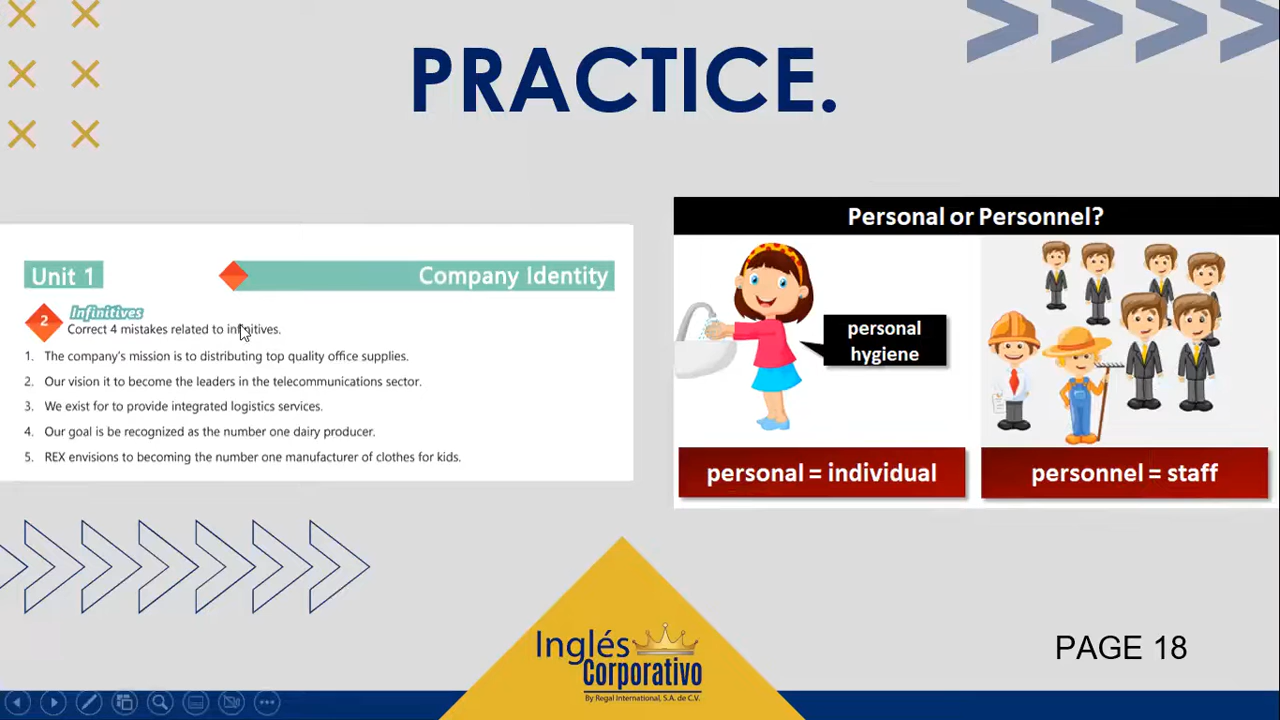 PRACTICE.
Unit 1
Company Identity
2
Infinitives
Correct 4 mistakes related to infinitives.
1. The company's mission is to distributing top quality office supplies.
2. Our vision it to become the leaders in the telecommunications sector.
3. We exist for to provide integrated logistics services.
4. Our goal is be recognized as the number one dairy producer.
5. REX envisions to becoming the number one manufacturer of clothes for kids.
Personal or Personnel?
personal
hygiene
personal = individual
personnel = staff
Inglés
Corporativo
By Regal International, S.A. de C.V.
PAGE 18